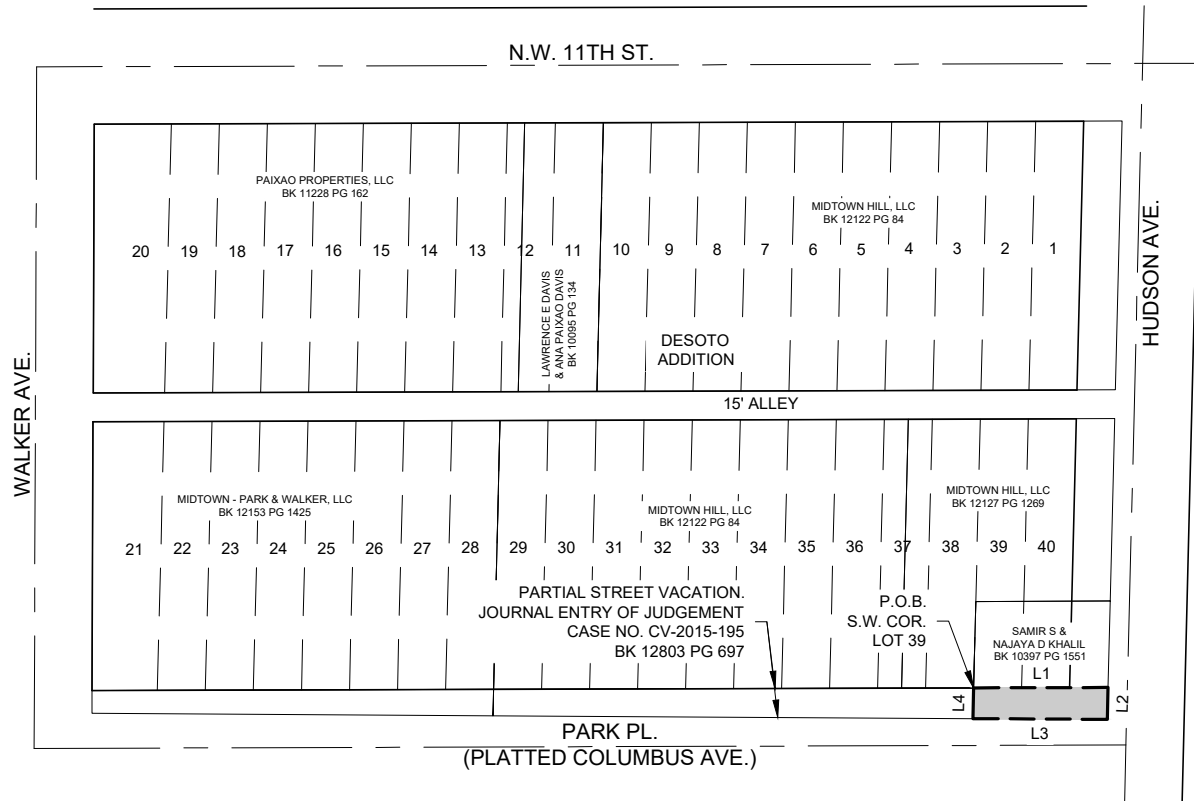 N.W. 11TH ST.
PAIXAO PROPERTIES, LLC
BK 11228 PG 162
MIDTOWN HILL, LLC
BK 12122 PG 84
20 19 18 17 16 15 14 13 12 11 10 9 8 7 6 5 4 3 2 1
LAWRENCE E DAVIS
& ANA PAIXAO DAVIS
BK 10095 PG 134
DESOTO
ADDITION
HUDSON AVE.
WALKER AVE.
15' ALLEY
MIDTOWN - PARK & WALKER, LLC
BK 12153 PG 1425
MIDTOWN HILL, LLC
BK 12122 PG 84
MIDTOWN HILL, LLC
BK 12127 PG 1269
21 22 23 24 25 26 27 28 29 30 31 32 33 34 35 36 37 38 39 40
PARTIAL STREET VACATION.
JOURNAL ENTRY OF JUDGEMENT
CASE NO. CV-2015-195
BK 12803 PG 697
P.O.B.
S.W. COR.
LOT 39
SAMIR S &
NAJAYA D KHALIL
BK 10397 PG 1551
L1
L4
L2
L3
PARK PL.
(PLATTED COLUMBUS AVE.)